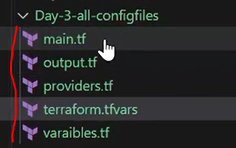 Day-3-all-configfiles
main.tf
output.tf
providers.tf
terraform.tfvars
varaibles.tf